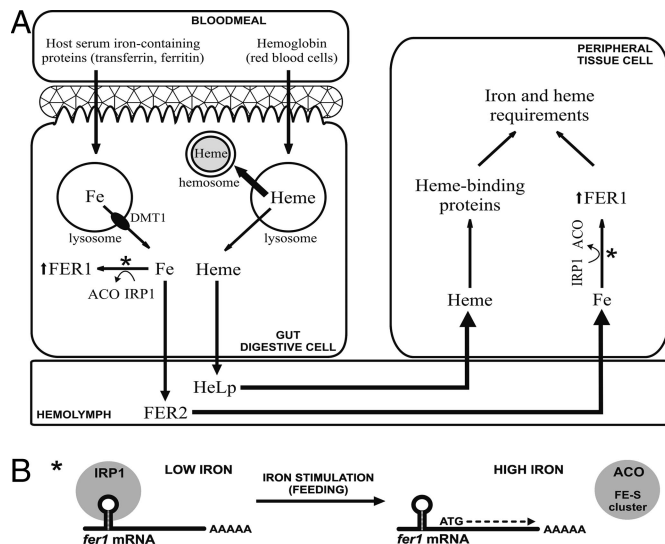 A
BLOODMEAL
Host serum iron-containing
proteins (transferrin, ferritin)
Hemoglobin
(red blood cells)
Heme
hemosome
Fe
DMT1
lysosome
Heme
lysosome
⬆FER1
*
Fe
Heme
ACO IRP1
GUT
DIGESTIVE CELL
PERIPHERAL
TISSUE CELL
Iron and heme
requirements
Heme-binding
proteins
⬆FER1
IRP1 ACO
*
Heme
Fe
HeLp
HEMOLYMPH
FER2
B
*
IRP1
LOW IRON
IRON STIMULATION
(FEEDING)
HIGH IRON
ACO
FE-S
cluster
AAAAA
fer1 mRNA
ATG
AAAAA
fer1 mRNA